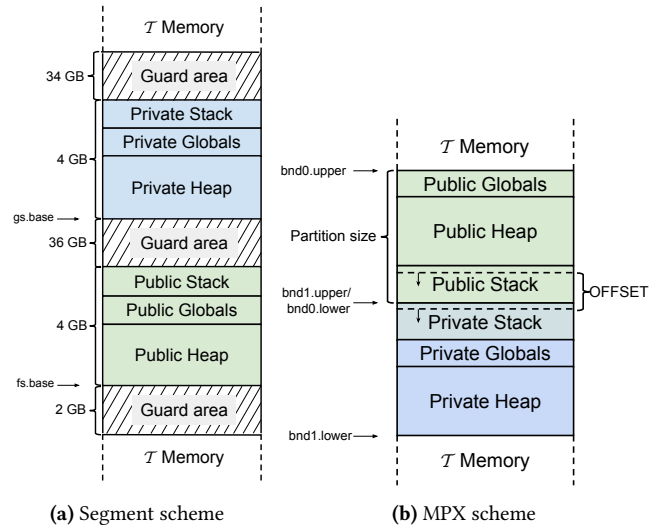 𝒯 Memory
34 GB
Guard area
Private Stack
Private Globals
4 GB
Private Heap
gs.base
36 GB
Guard area
Public Stack
Public Globals
4 GB
Public Heap
fs.base
2 GB
Guard area
𝒯 Memory
(a) Segment scheme
𝒯 Memory
bnd0.upper
Public Globals
Public Heap
Partition size
Public Stack
OFFSET
bnd1.upper/
bnd0.lower
Private Stack
Private Globals
Private Heap
bnd1.lower
𝒯 Memory
(b) MPX scheme